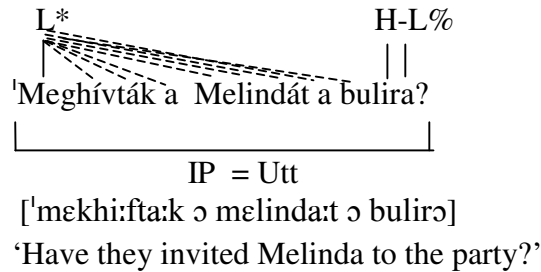 L* H-L%
ˈMeghívták a Melindát a bulira?
IP = Utt
[ˈmɛkhiːftaːk ɔ mɛlindaːt ɔ bulirɔ]
‘Have they invited Melinda to the party?’